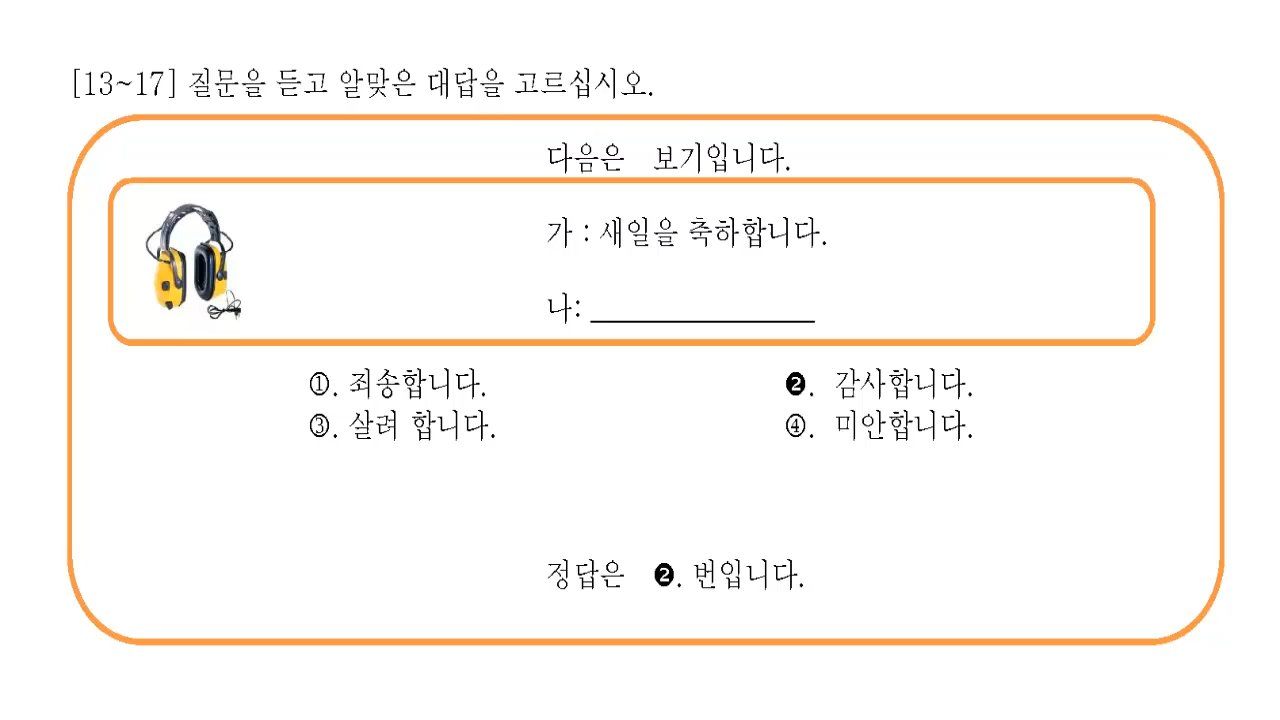 [13~17] 질문을 듣고 알맞은 대답을 고르십시오.
다음은 보기입니다.
가 : 새일을 축하합니다.
나: ______________
①. 죄송합니다. ❷. 감사합니다.
③. 살려 합니다. ④. 미안합니다.
정답은 ❷. 번입니다.